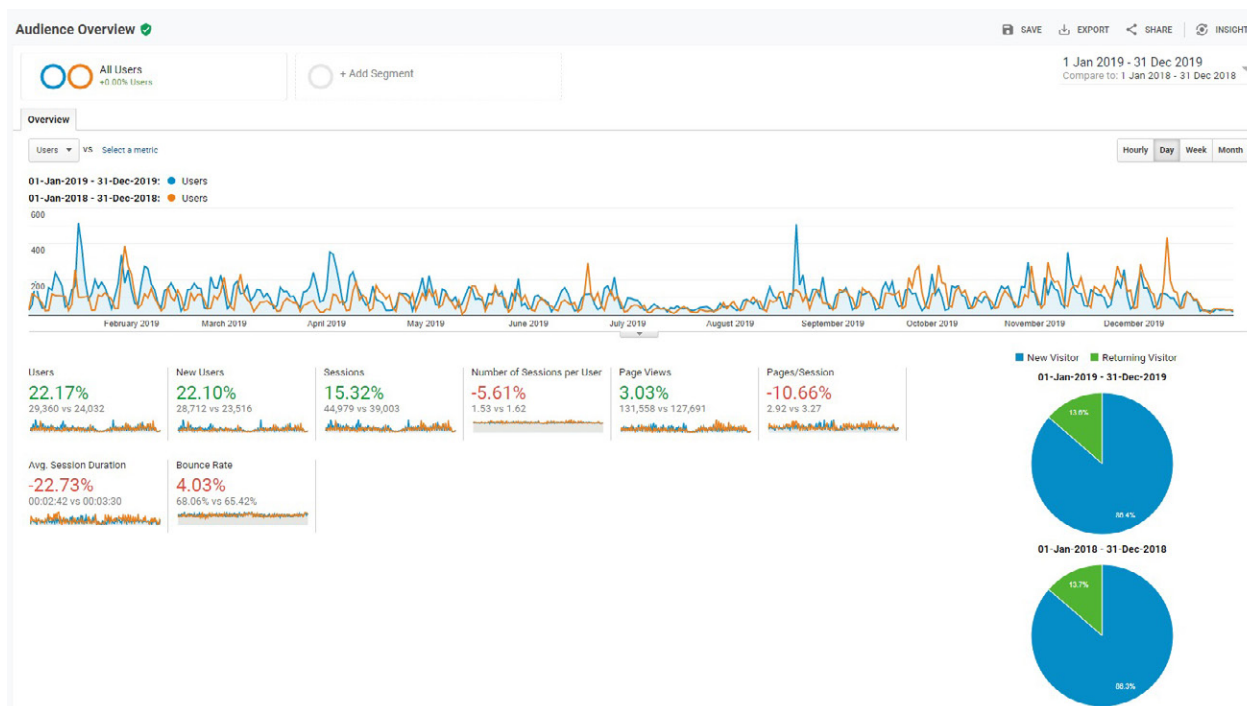 Audience Overview
SAVE EXPORT SHARE INSIGHT
All Users
+0.00% Users
+ Add Segment
1 Jan 2019 - 31 Dec 2019
Compare to: 1 Jan 2018 - 31 Dec 2018
Overview
Users VS Select a metric
Hourly Day Week Month
01-Jan-2019 - 31-Dec-2019: Users
01-Jan-2018 - 31-Dec-2018: Users
600
400
200
February 2019 March 2019 April 2019 May 2019 June 2019 July 2019 August 2019 September 2019 October 2019 November 2019 December 2019
New Visitor Returning Visitor
01-Jan-2019 - 31-Dec-2019
13.6%
86.4%
Users
22.17%
29,360 vs 24,032
New Users
22.10%
28,712 vs 23,516
Sessions
15.32%
44,979 vs 39,003
Number of Sessions per User
-5.61%
1.53 vs 1.62
Page Views
3.03%
131,558 vs 127,691
Pages/Session
-10.66%
2.92 vs 3.27
Avg. Session Duration
-22.73%
00:02:42 vs 00:03:30
Bounce Rate
4.03%
68.06% vs 65.42%
01-Jan-2018 - 31-Dec-2018
13.7%
86.3%